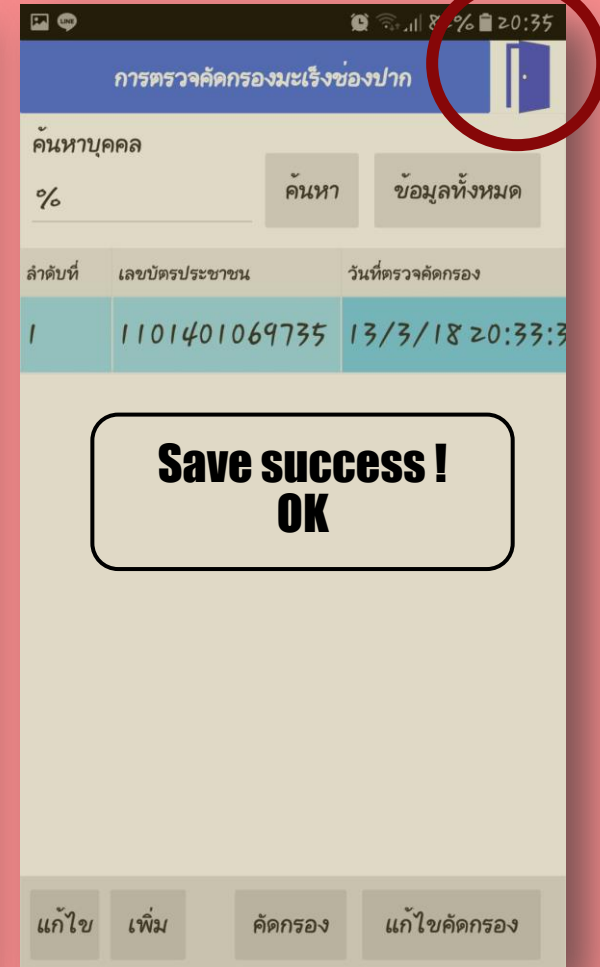 LINE 20:35
การตรวจคัดกรองมะเร็งช่องปาก
ค้นหาบุคคล
% ค้นหา ข้อมูลทั้งหมด
ลำดับที่ เลขบัตรประชาชน วันที่ตรวจคัดกรอง
1 1101401069735 13/3/18 20:33:3
Save success !
OK
แก้ไข เพิ่ม คัดกรอง แก้ไขคัดกรอง